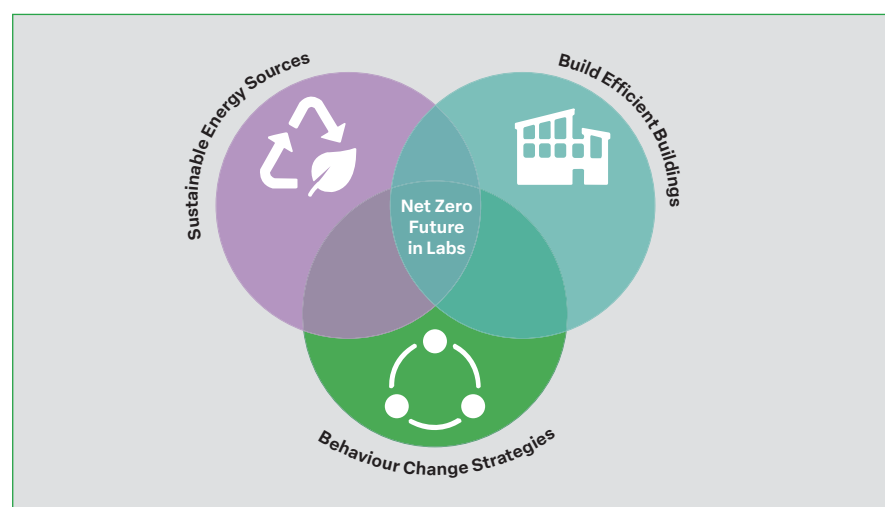 Sustainable Energy Sources
Build Efficient Buildings
Net Zero
Future
in Labs
Behaviour Change Strategies